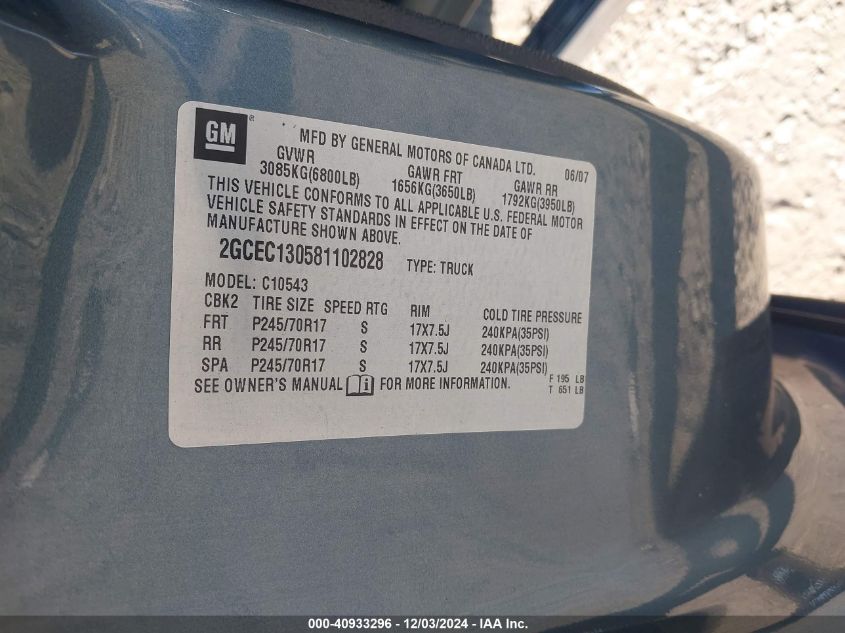 GM ® MFD BY GENERAL MOTORS OF CANADA LTD. 06/07
GVWR GAWR FRT GAWR RR
3085KG(6800LB) 1656KG(3650LB) 1792KG(3950LB)
THIS VEHICLE CONFORMS TO ALL APPLICABLE U.S. FEDERAL MOTOR
VEHICLE SAFETY STANDARDS IN EFFECT ON THE DATE OF
MANUFACTURE SHOWN ABOVE.
2GCEC130581102828 TYPE: TRUCK
MODEL: C10543
CBK2 TIRE SIZE SPEED RTG RIM COLD TIRE PRESSURE
FRT P245/70R17 S 17X7.5J 240KPA(35PSI)
RR P245/70R17 S 17X7.5J 240KPA(35PSI)
SPA P245/70R17 S 17X7.5J 240KPA(35PSI)
SEE OWNER'S MANUAL i FOR MORE INFORMATION. F 195 LB
T 651 LB
000-40933296 - 12/03/2024 - IAA Inc.